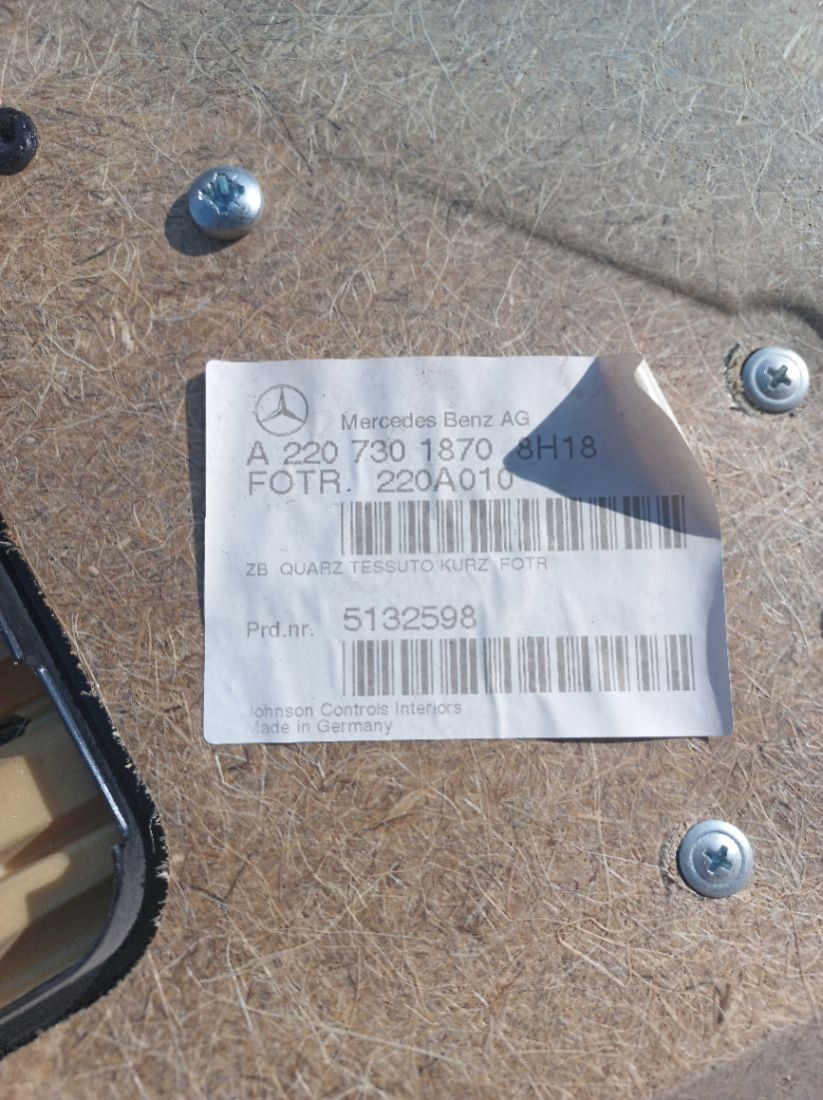 Mercedes Benz AG
A 220 730 1870 8H18
FOTR. 220A010
ZB QUARZ TESSUTO KURZ FOTR
Prd.nr. 5132598
Johnson Controls Interiors
Made in Germany